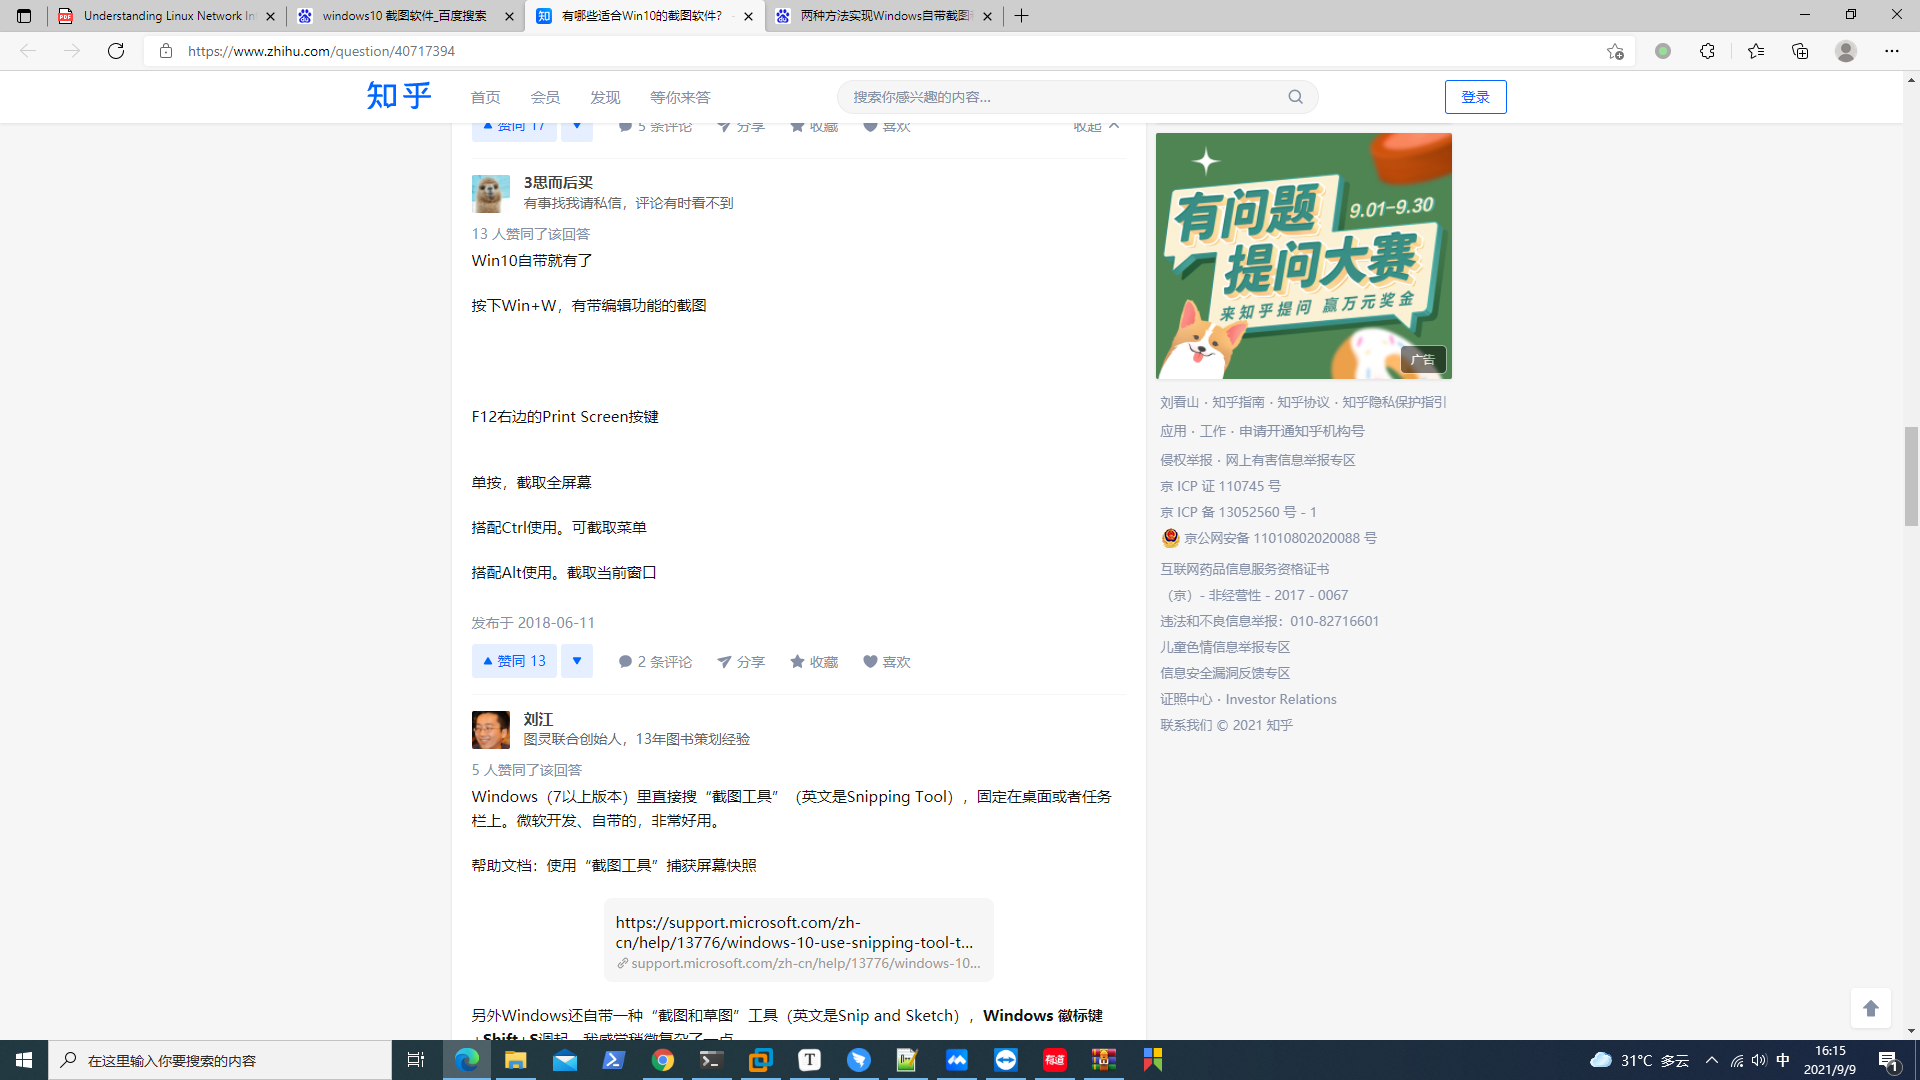 Understanding Linux Network In
windows10 截图软件_百度搜索
有哪些适合Win10的截图软件？ -
两种方法实现Windows自带截图
https://www.zhihu.com/question/40717394
知乎
首页
会员
发现
等你来答
搜索你感兴趣的内容...
登录
赞同 17
5 条评论
分享
收藏
喜欢
收起
3思而后买
有事找我请私信，评论有时看不到
13 人赞同了该回答
Win10自带就有了
按下Win+W，有带编辑功能的截图
F12右边的Print Screen按键
单按，截取全屏幕
搭配Ctrl使用。可截取菜单
搭配Alt使用。截取当前窗口
发布于 2018-06-11
赞同 13
2 条评论
分享
收藏
喜欢
刘江
图灵联合创始人，13年图书策划经验
5 人赞同了该回答
Windows（7以上版本）里直接搜“截图工具”（英文是Snipping Tool），固定在桌面或者任务
栏上。微软开发、自带的，非常好用。
帮助文档：使用“截图工具”捕获屏幕快照
https://support.microsoft.com/zh-
cn/help/13776/windows-10-use-snipping-tool-t...
support.microsoft.com/zh-cn/help/13776/windows-10...
另外Windows还自带一种“截图和草图”工具（英文是Snip and Sketch），Windows 徽标键
+Shift+S调起，我感觉稍微复杂了一点
有问题
9.01-9.30
提问大赛
来知乎提问 赢万元奖金
广告
刘看山 · 知乎指南 · 知乎协议 · 知乎隐私保护指引
应用 · 工作 · 申请开通知乎机构号
侵权举报 · 网上有害信息举报专区
京 ICP 证 110745 号
京 ICP 备 13052560 号 - 1
京公网安备 11010802020088 号
互联网药品信息服务资格证书
（京）- 非经营性 - 2017 - 0067
违法和不良信息举报：010-82716601
儿童色情信息举报专区
信息安全漏洞反馈专区
证照中心 · Investor Relations
联系我们 © 2021 知乎
在这里输入你要搜索的内容
T
有道
31°C 多云
中
16:15
2021/9/9
1